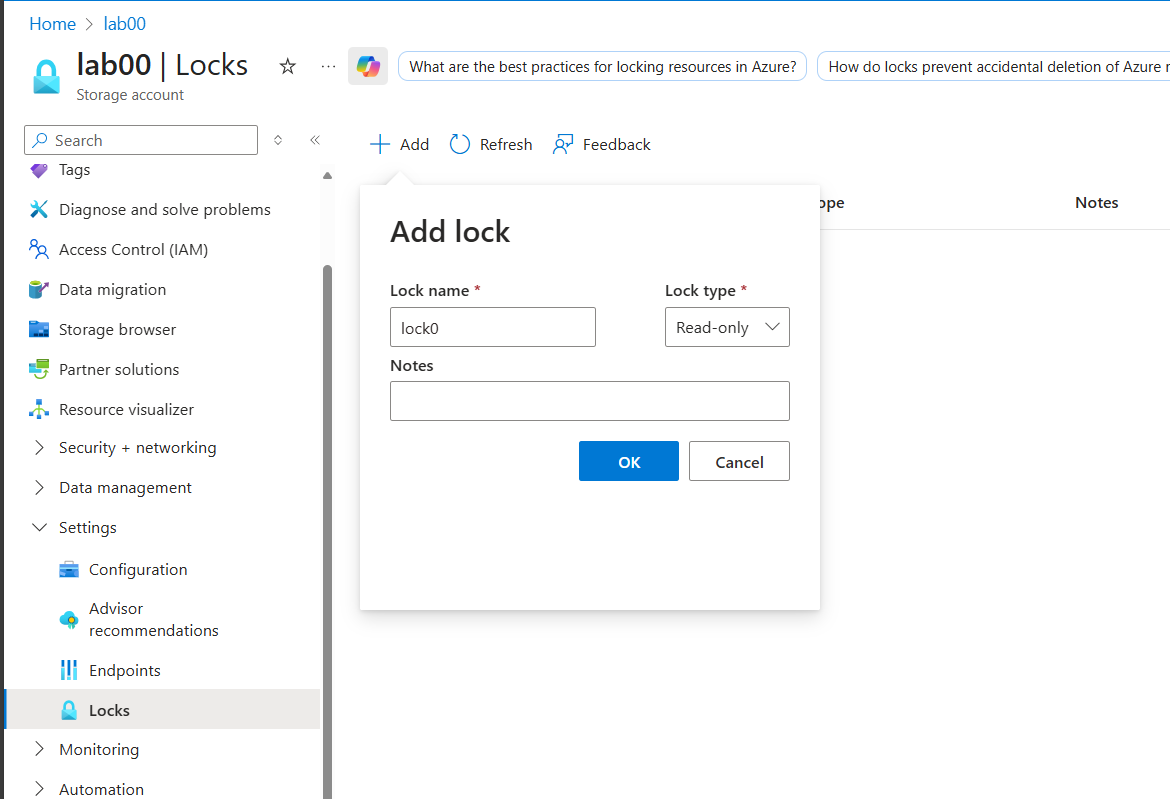 Home > lab00
lab00 | Locks
Storage account
What are the best practices for locking resources in Azure?
How do locks prevent accidental deletion of Azure
Search
Add
Refresh
Feedback
Tags
Diagnose and solve problems
Access Control (IAM)
Data migration
Storage browser
Partner solutions
Resource visualizer
Security + networking
Data management
Settings
Configuration
Advisor
recommendations
Endpoints
Locks
Monitoring
Automation
Notes
Add lock
Lock name *
Lock type *
lock0
Read-only
Notes
OK
Cancel